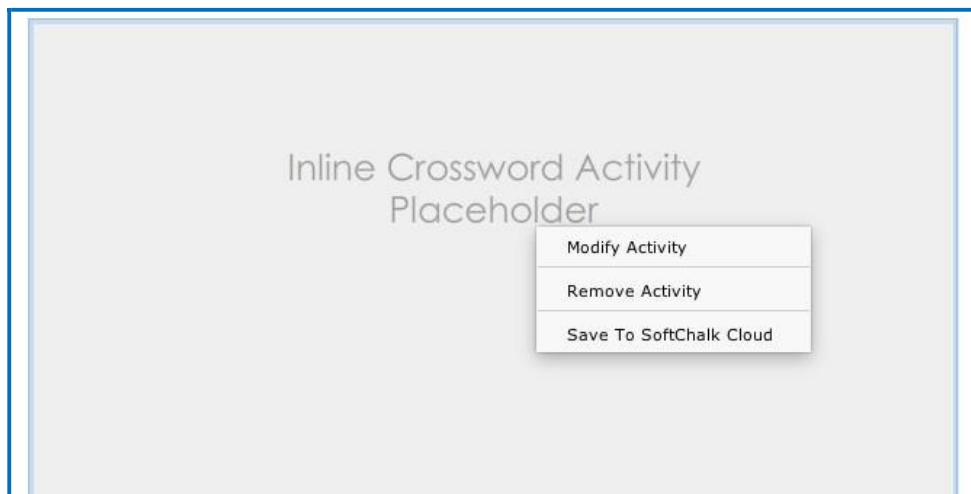 Inline Crossword Activity
Placeholder
Modify Activity
Remove Activity
Save To SoftChalk Cloud